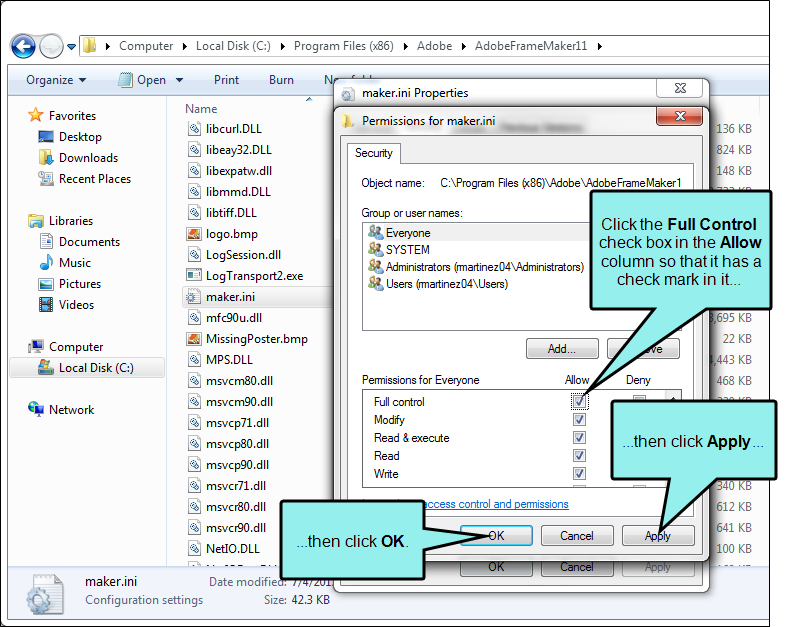 Computer Local Disk (C:) Program Files (x86) Adobe AdobeFrameMaker11
Organize Open Print Burn
Favorites
Desktop
Downloads
Recent Places
Libraries
Documents
Music
Pictures
Videos
Computer
Local Disk (C:)
Network
Name
libcurl.DLL
libeay32.DLL
libexpatw.dll
libmmd.DLL
libtiff.DLL
logo.bmp
LogSession.dll
LogTransport2.exe
maker.ini
mfc90u.dll
MissingPoster.bmp
MPS.DLL
msvcm80.dll
msvcm90.dll
msvcp71.dll
msvcp80.dll
msvcp90.dll
msvcr71.dll
msvcr80.dll
msvcr90.dll
NetIO.DLL
136 KB
824 KB
148 KB
22 KB
468 KB
340 KB
612 KB
641 KB
100 KB
maker.ini Properties
Permissions for maker.ini
Security
Object name: C:\Program Files (x86)\Adobe\AdobeFrameMaker1
Group or user names:
Everyone
SYSTEM
Administrators (martinez04\Administrators)
Users (martinez04\Users)
Add...
Permissions for Everyone Allow Deny
Full control
Modify
Read & execute
Read
Write
access control and permissions
OK Cancel Apply
OK Cancel Apply
Click the Full Control
check box in the Allow
column so that it has a
check mark in it...
...then click Apply...
...then click OK.
maker.ini Date modified: 7/4/201
Configuration settings Size: 42.3 KB